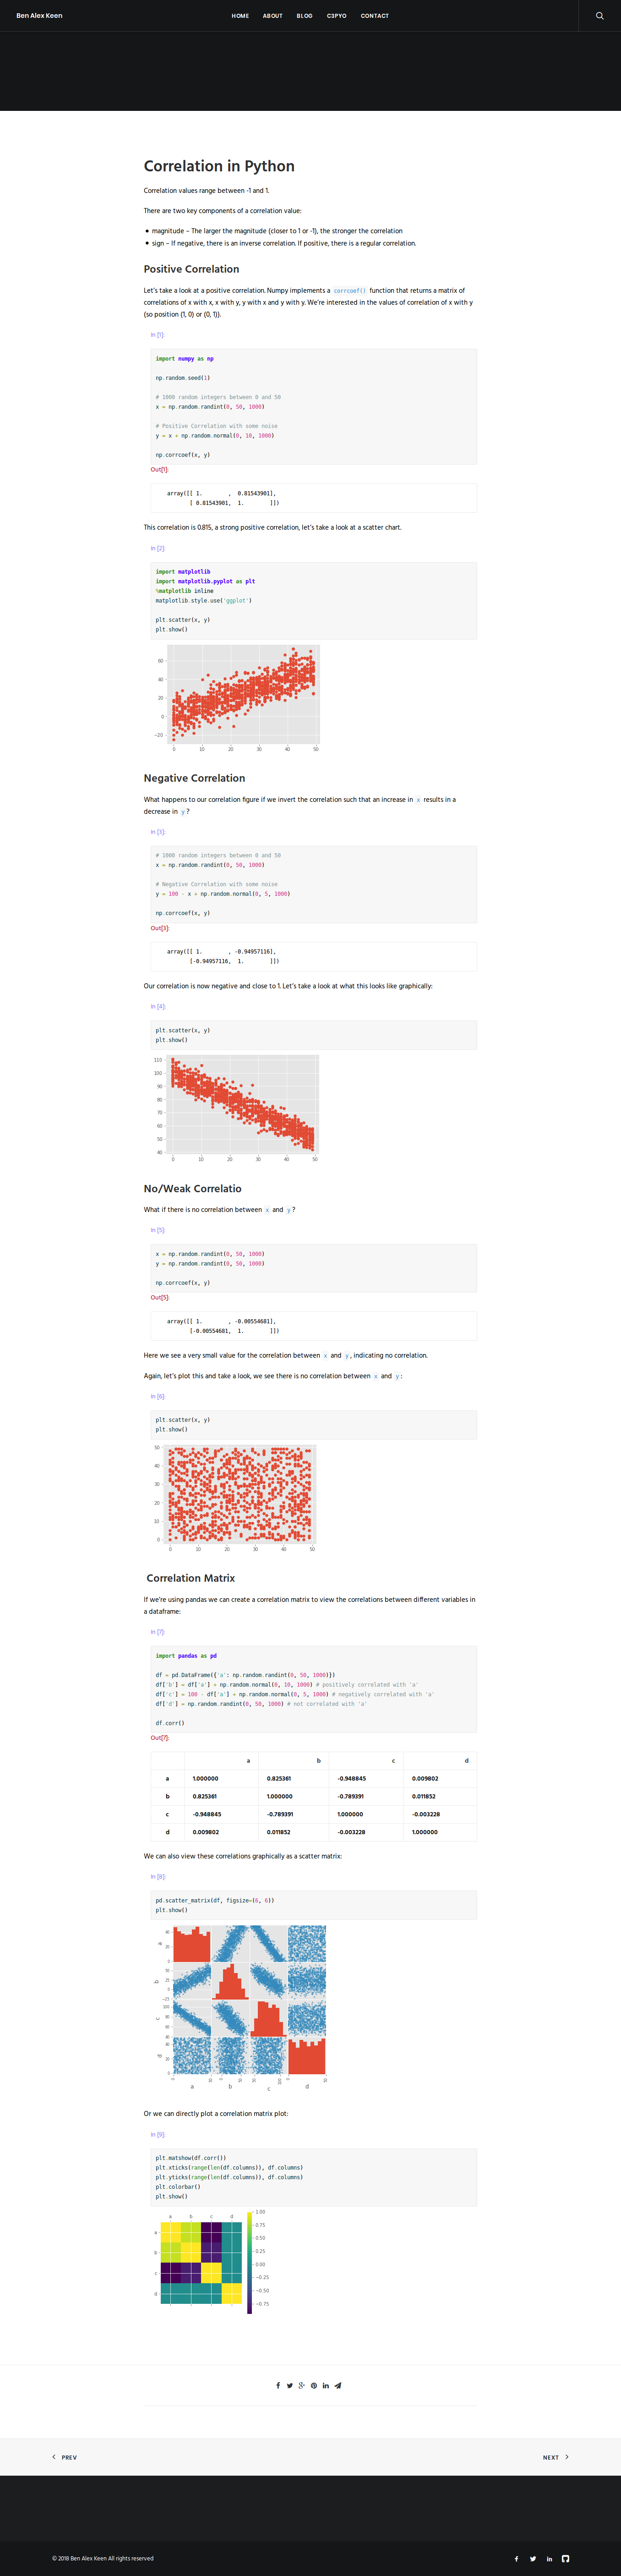 Ben Alex Keen
HOME ABOUT BLOG C3PYO CONTACT
Correlation in Python
Correlation values range between -1 and 1.
There are two key components of a correlation value:
magnitude – The larger the magnitude (closer to 1 or -1), the stronger the correlation
sign – If negative, there is an inverse correlation. If positive, there is a regular correlation.
Positive Correlation
Let's take a look at a positive correlation. Numpy implements a corrcoef() function that returns a matrix of
correlations of x with x, x with y, y with x and y with y. We're interested in the values of correlation of x with y
(so position (1, 0) or (0, 1)).
In [1]:
import numpy as np
np.random.seed(1)
# 1000 random integers between 0 and 50
x = np.random.randint(0, 50, 1000)
# Positive Correlation with some noise
y = x + np.random.normal(0, 10, 1000)
np.corrcoef(x, y)
Out[1]:
array([[ 1.        ,  0.81543901],
[ 0.81543901,  1.        ]])
This correlation is 0.815, a strong positive correlation, let's take a look at a scatter chart.
In [2]:
import matplotlib
import matplotlib.pyplot as plt
%matplotlib inline
matplotlib.style.use('ggplot')
plt.scatter(x, y)
plt.show()
60
40
20
0
−20
0 10 20 30 40 50
Negative Correlation
What happens to our correlation figure if we invert the correlation such that an increase in x results in a
decrease in y?
In [3]:
# 1000 random integers between 0 and 50
x = np.random.randint(0, 50, 1000)
# Negative Correlation with some noise
y = 100 - x + np.random.normal(0, 5, 1000)
np.corrcoef(x, y)
Out[3]:
array([[ 1.        , -0.94957116],
[-0.94957116,  1.        ]])
Our correlation is now negative and close to 1. Let's take a look at what this looks like graphically:
In [4]:
plt.scatter(x, y)
plt.show()
110
100
90
80
70
60
50
40
0 10 20 30 40 50
No/Weak Correlatio
What if there is no correlation between x and y?
In [5]:
x = np.random.randint(0, 50, 1000)
y = np.random.randint(0, 50, 1000)
np.corrcoef(x, y)
Out[5]:
array([[ 1.        , -0.00554681],
[-0.00554681,  1.        ]])
Here we see a very small value for the correlation between x and y, indicating no correlation.
Again, let's plot this and take a look, we see there is no correlation between x and y:
In [6]:
plt.scatter(x, y)
plt.show()
50
40
30
20
10
0
0 10 20 30 40 50
Correlation Matrix
If we're using pandas we can create a correlation matrix to view the correlations between different variables in
a dataframe:
In [7]:
import pandas as pd
df = pd.DataFrame({'a': np.random.randint(0, 50, 1000)})
df['b'] = df['a'] + np.random.normal(0, 10, 1000) # positively correlated with 'a'
df['c'] = 100 - df['a'] + np.random.normal(0, 5, 1000) # negatively correlated with 'a'
df['d'] = np.random.randint(0, 50, 1000) # not correlated with 'a'
df.corr()
Out[7]:
a b c d
a 1.000000 0.825361 -0.948845 0.009802
b 0.825361 1.000000 -0.789391 0.011852
c -0.948845 -0.789391 1.000000 -0.003228
d 0.009802 0.011852 -0.003228 1.000000
We can also view these correlations graphically as a scatter matrix:
In [8]:
pd.scatter_matrix(df, figsize=(6, 6))
plt.show()
a
b
c
d
a b c d
Or we can directly plot a correlation matrix plot:
In [9]:
plt.matshow(df.corr())
plt.xticks(range(len(df.columns)), df.columns)
plt.yticks(range(len(df.columns)), df.columns)
plt.colorbar()
plt.show()
a b c d
a
b
c
d
1.00
0.75
0.50
0.25
0.00
−0.25
−0.50
−0.75
PREV
NEXT
© 2018 Ben Alex Keen All rights reserved